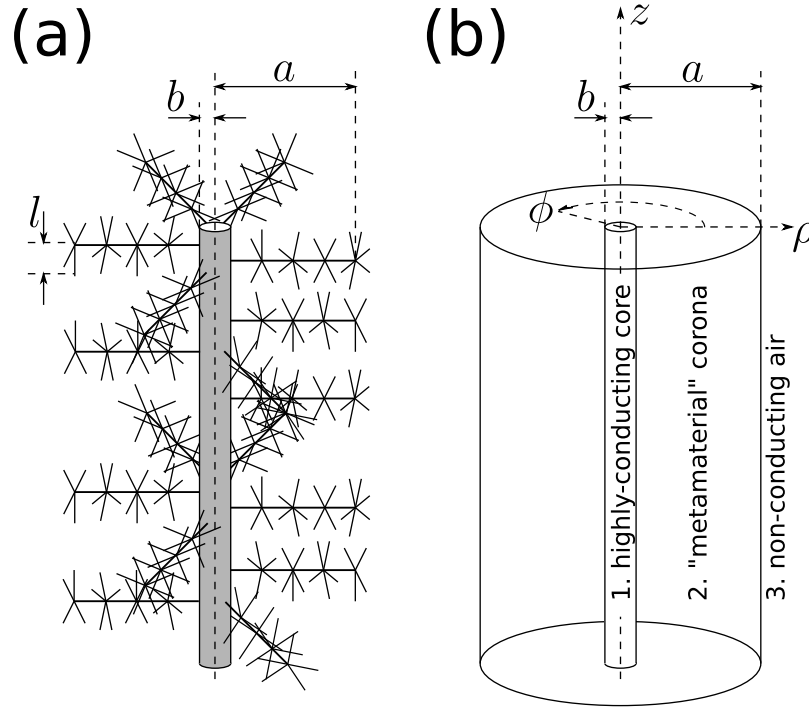 (a)
a
b
l
(b)
z
a
b
ϕ
ρ
1. highly-conducting core
2. "metamaterial" corona
3. non-conducting air